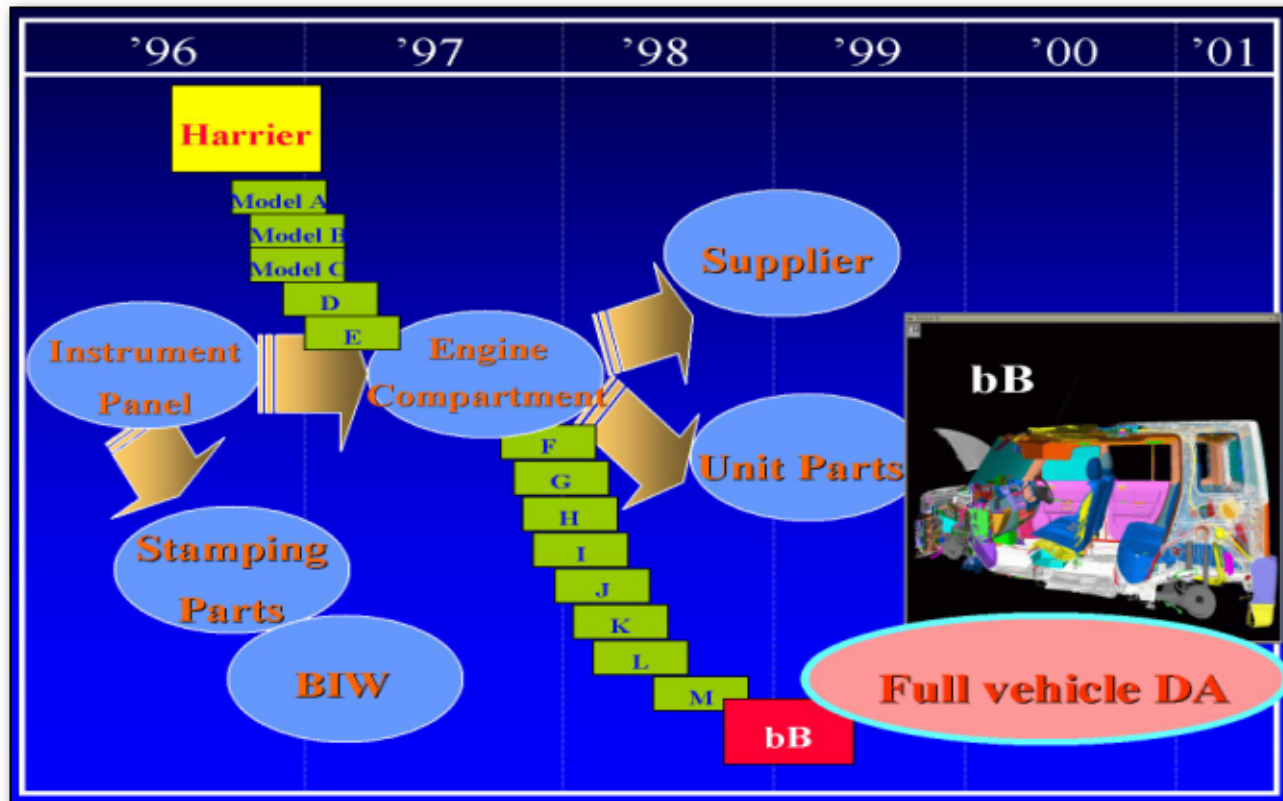 ’96 ’97 ’98 ’99 ’00 ’01
Harrier
Model A
Model B
Model C
D
E
Instrument
Panel
Engine
Compartment
Supplier
Unit Parts
Stamping
Parts
BIW
F
G
H
I
J
K
L
M
bB
bB
Full vehicle DA